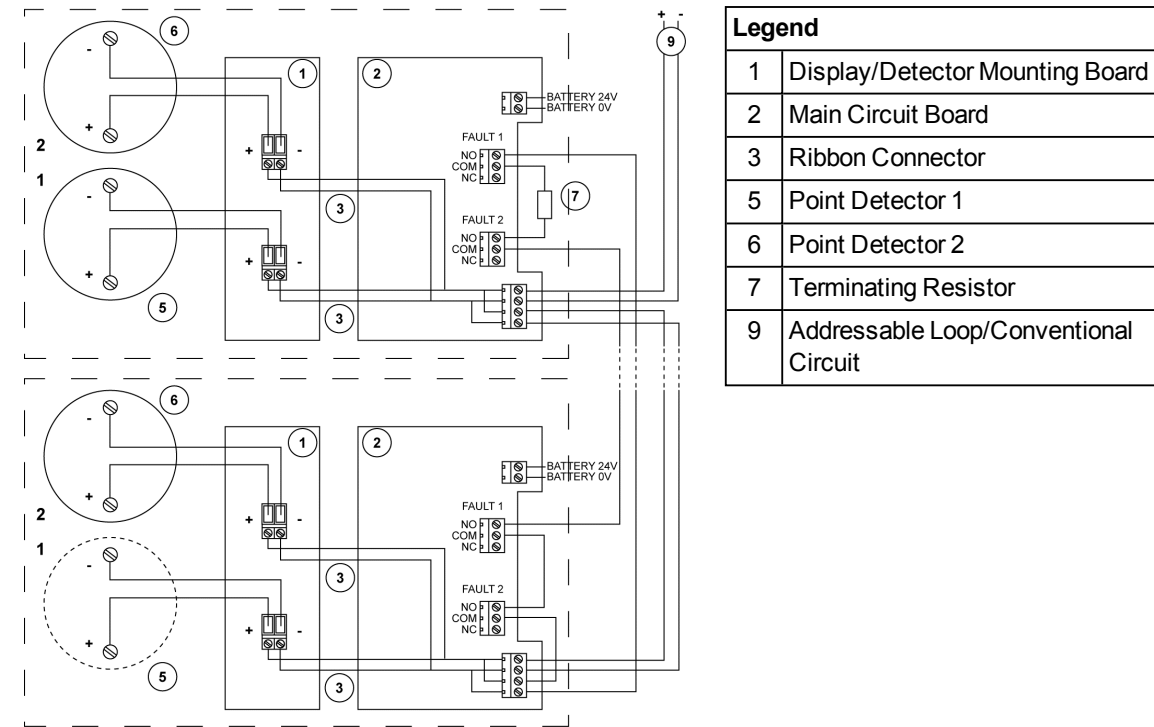 6
+ -
9
-
1
2
BATTERY 24V
BATTERY 0V
FAULT 1
+
2
+ -
NO
COM
NC
1
-
3
7
FAULT 2
NO
COM
NC
+
+ -
5
3
6
-
1
2
BATTERY 24V
BATTERY 0V
FAULT 1
+
2
+ -
NO
COM
NC
1
-
3
FAULT 2
NO
COM
NC
+
+ -
5
3
Legend
1 Display/Detector Mounting Board
2 Main Circuit Board
3 Ribbon Connector
5 Point Detector 1
6 Point Detector 2
7 Terminating Resistor
9 Addressable Loop/Conventional
Circuit